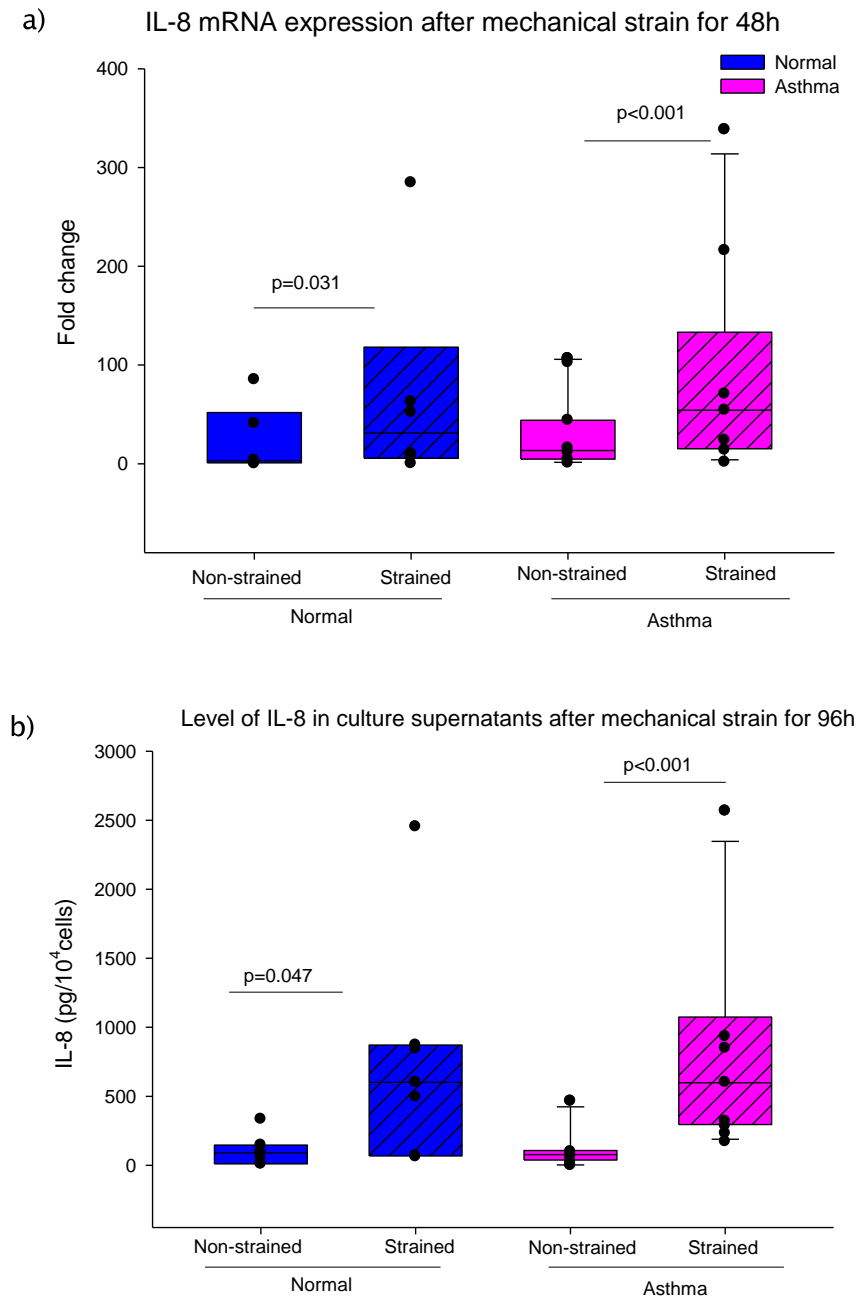 a)
IL-8 mRNA expression after mechanical strain for 48h
Normal
Asthma
400
300
200
100
0
Fold change
p=0.031
p<0.001
Non-strained
Strained
Non-strained
Strained
Normal
Asthma
b)
Level of IL-8 in culture supernatants after mechanical strain for 96h
3000
2500
2000
1500
1000
500
0
IL-8 (pg/10⁴cells)
p=0.047
p<0.001
Non-strained
Strained
Non-strained
Strained
Normal
Asthma